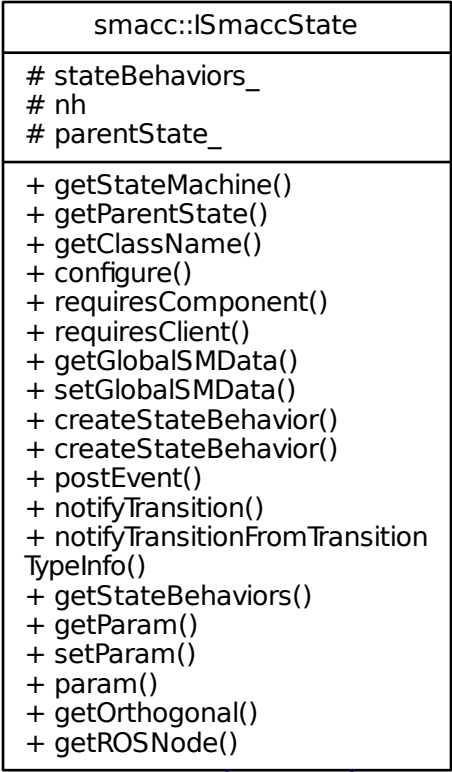 smacc::ISmaccState
# stateBehaviors_
# nh
# parentState_
+ getStateMachine()
+ getParentState()
+ getClassName()
+ configure()
+ requiresComponent()
+ requiresClient()
+ getGlobalSMData()
+ setGlobalSMData()
+ createStateBehavior()
+ createStateBehavior()
+ postEvent()
+ notifyTransition()
+ notifyTransitionFromTransition
TypeInfo()
+ getStateBehaviors()
+ getParam()
+ setParam()
+ param()
+ getOrthogonal()
+ getROSNode()